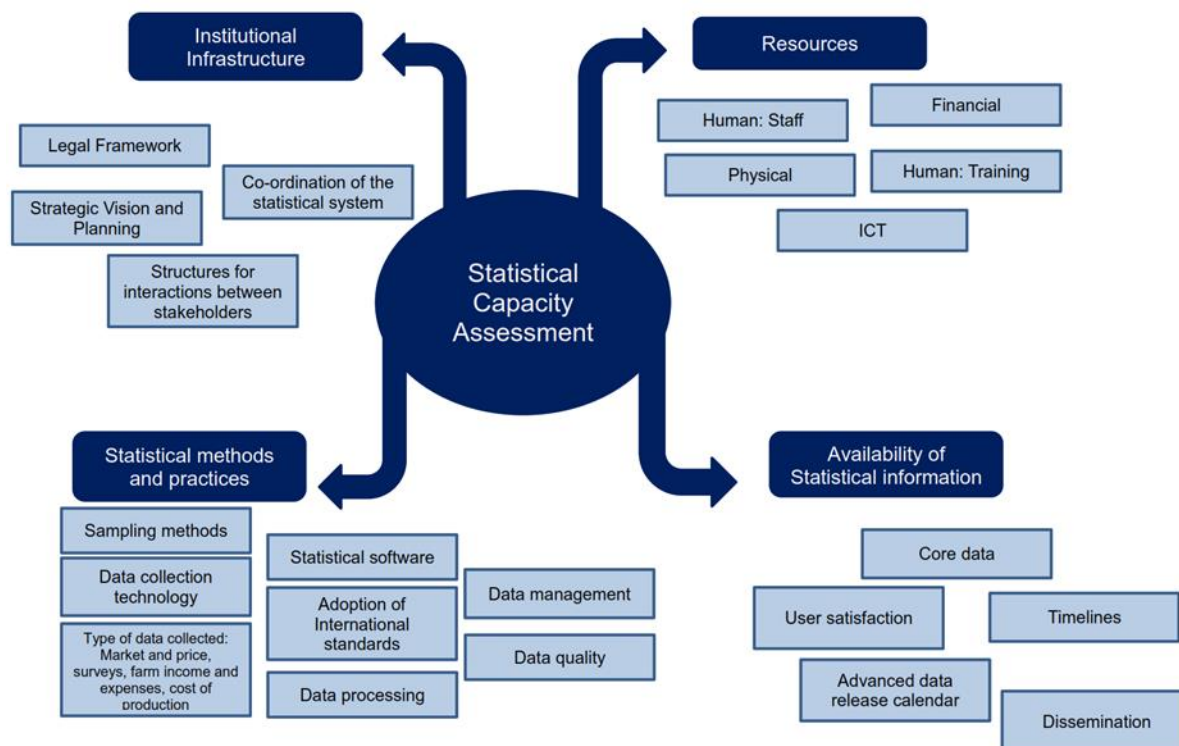 Institutional
Infrastructure
Legal Framework
Co-ordination of the
statistical system
Strategic Vision and
Planning
Structures for
interactions between
stakeholders
Resources
Human: Staff
Financial
Physical
Human: Training
ICT
Statistical
Capacity
Assessment
Statistical methods
and practices
Sampling methods
Data collection
technology
Type of data collected:
Market and price,
surveys, farm income and
expenses, cost of
production
Statistical software
Adoption of
International
standards
Data processing
Data management
Data quality
Availability of
Statistical information
Core data
User satisfaction
Timelines
Advanced data
release calendar
Dissemination